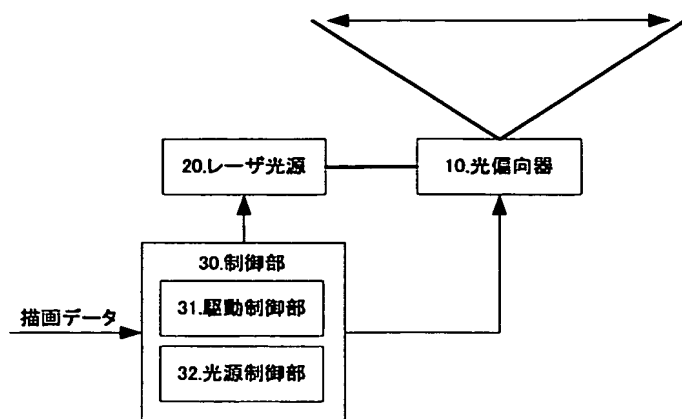 20.レーザ光源
10.光偏向器
30.制御部
31.駆動制御部
描画データ
32.光源制御部